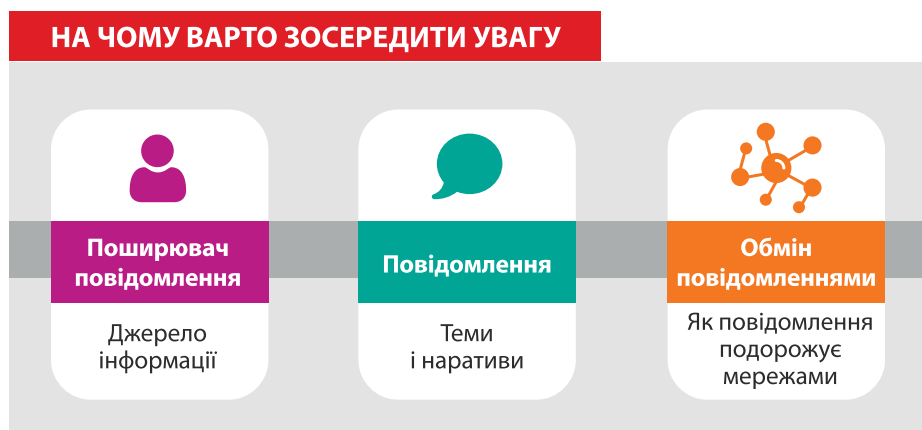 НА ЧОМУ ВАРТО ЗОСЕРЕДИТИ УВАГУ
Поширювач
повідомлення
Джерело
інформації
Повідомлення
Теми
і наративи
Обмін
повідомленнями
Як повідомлення
подорожує
мережами